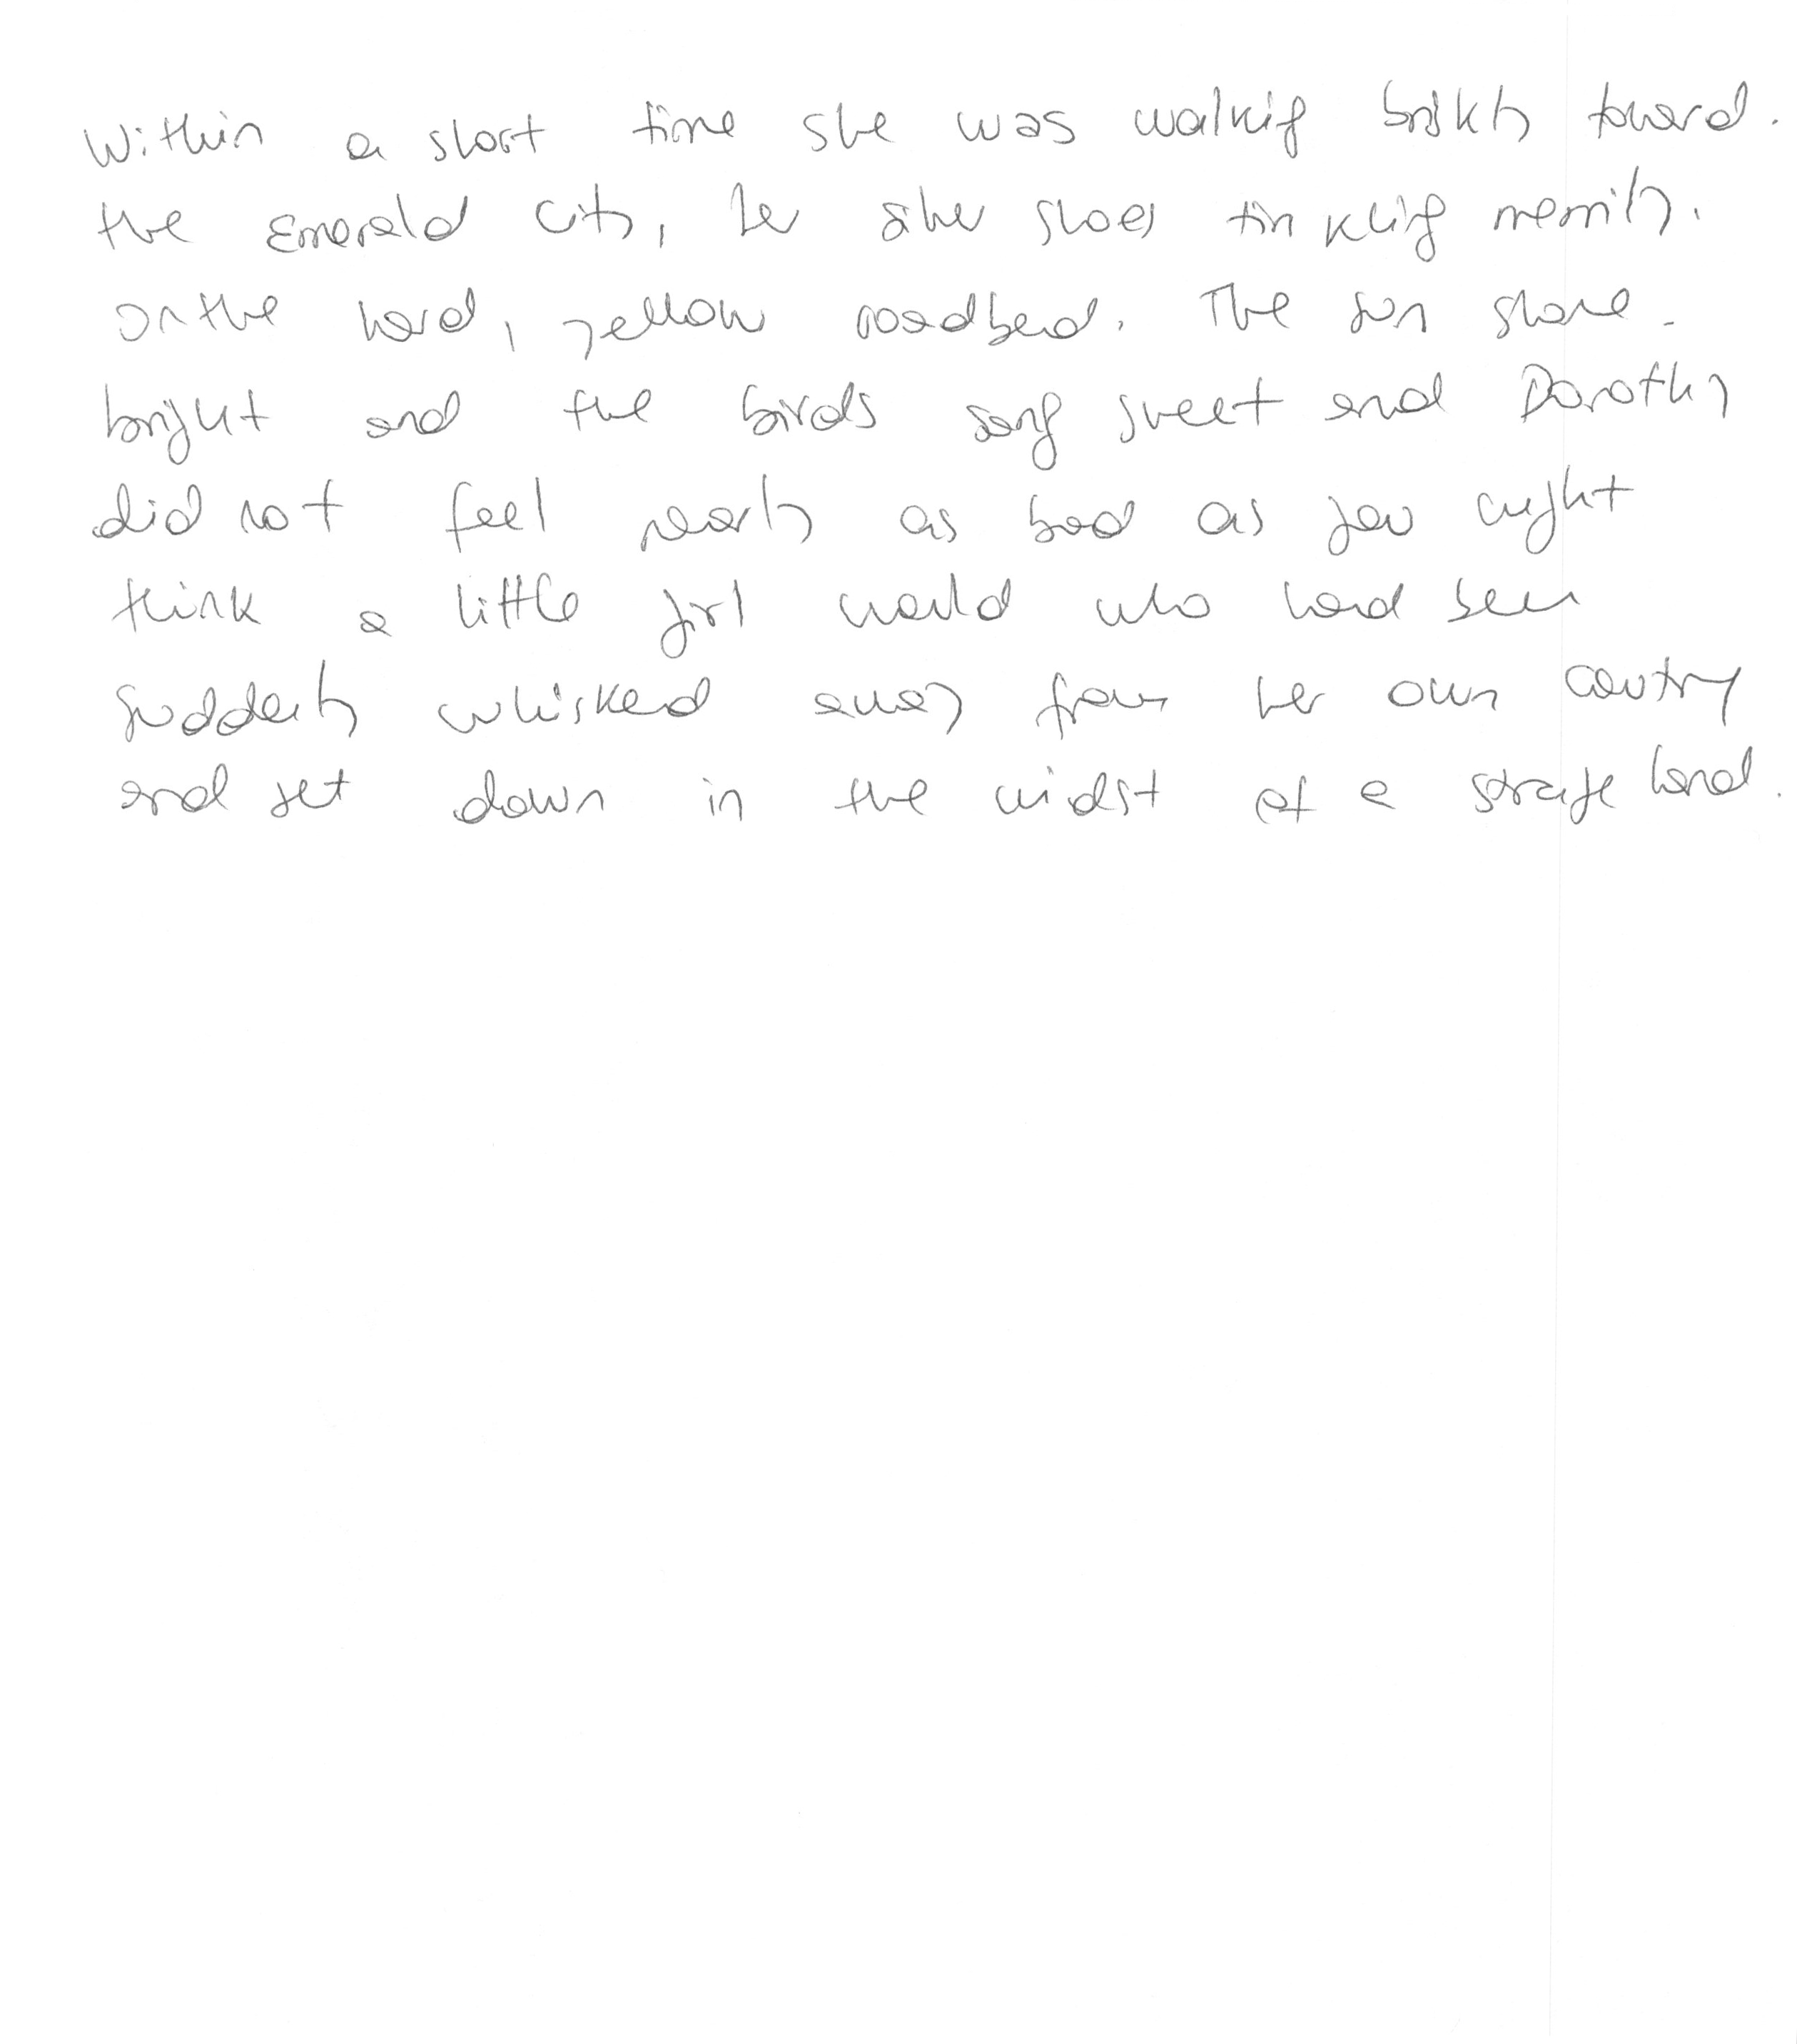 Within a short time she was walking briskly toward.
the Emerald City, her silver shoes tinkling merrily.
on the hard, yellow roadbed. The sun shone
bright and the birds sang sweet and Dorothy
did not feel nearly as bad as you might
think a little girl would who had been
suddenly whisked away from her own country
and set down in the midst of a strange land.